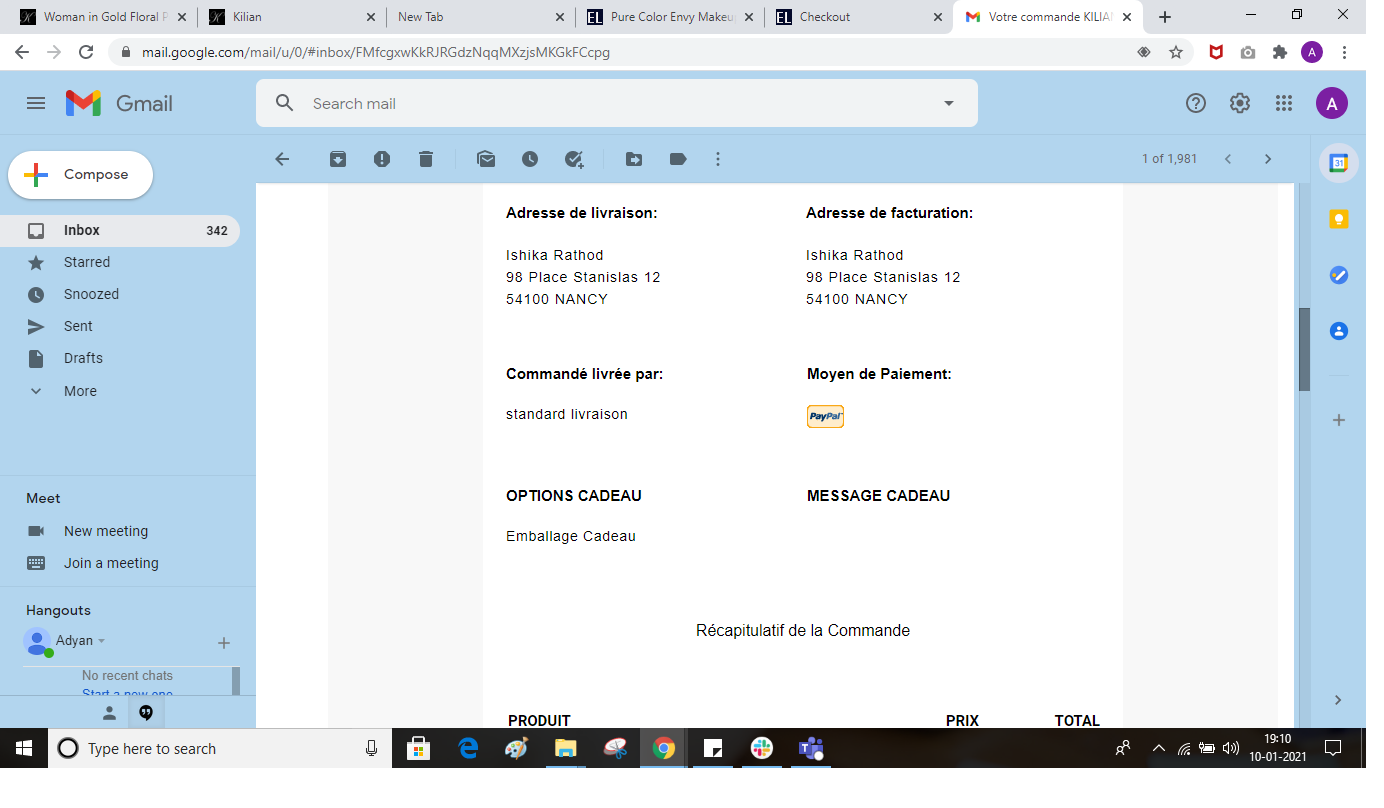 Woman in Gold Floral P
Kilian
New Tab
Pure Color Envy Makeu
Checkout
Votre commande KILIAN
mail.google.com/mail/u/0/#inbox/FMfcgxwKkRJRGdzNqqMXzjsMKGkFCcpg
A
Gmail
Search mail
A
Compose
1 of 1,981
31
Inbox 342
Starred
Snoozed
Sent
Drafts
More
Meet
New meeting
Join a meeting
Hangouts
Adyan
No recent chats
Start a new one
Adresse de livraison: Adresse de facturation:
Ishika Rathod Ishika Rathod
98 Place Stanislas 12 98 Place Stanislas 12
54100 NANCY 54100 NANCY
Commandé livrée par: Moyen de Paiement:
standard livraison PayPal
OPTIONS CADEAU MESSAGE CADEAU
Emballage Cadeau
Récapitulatif de la Commande
PRODUIT PRIX TOTAL
Type here to search
19:10
10-01-2021